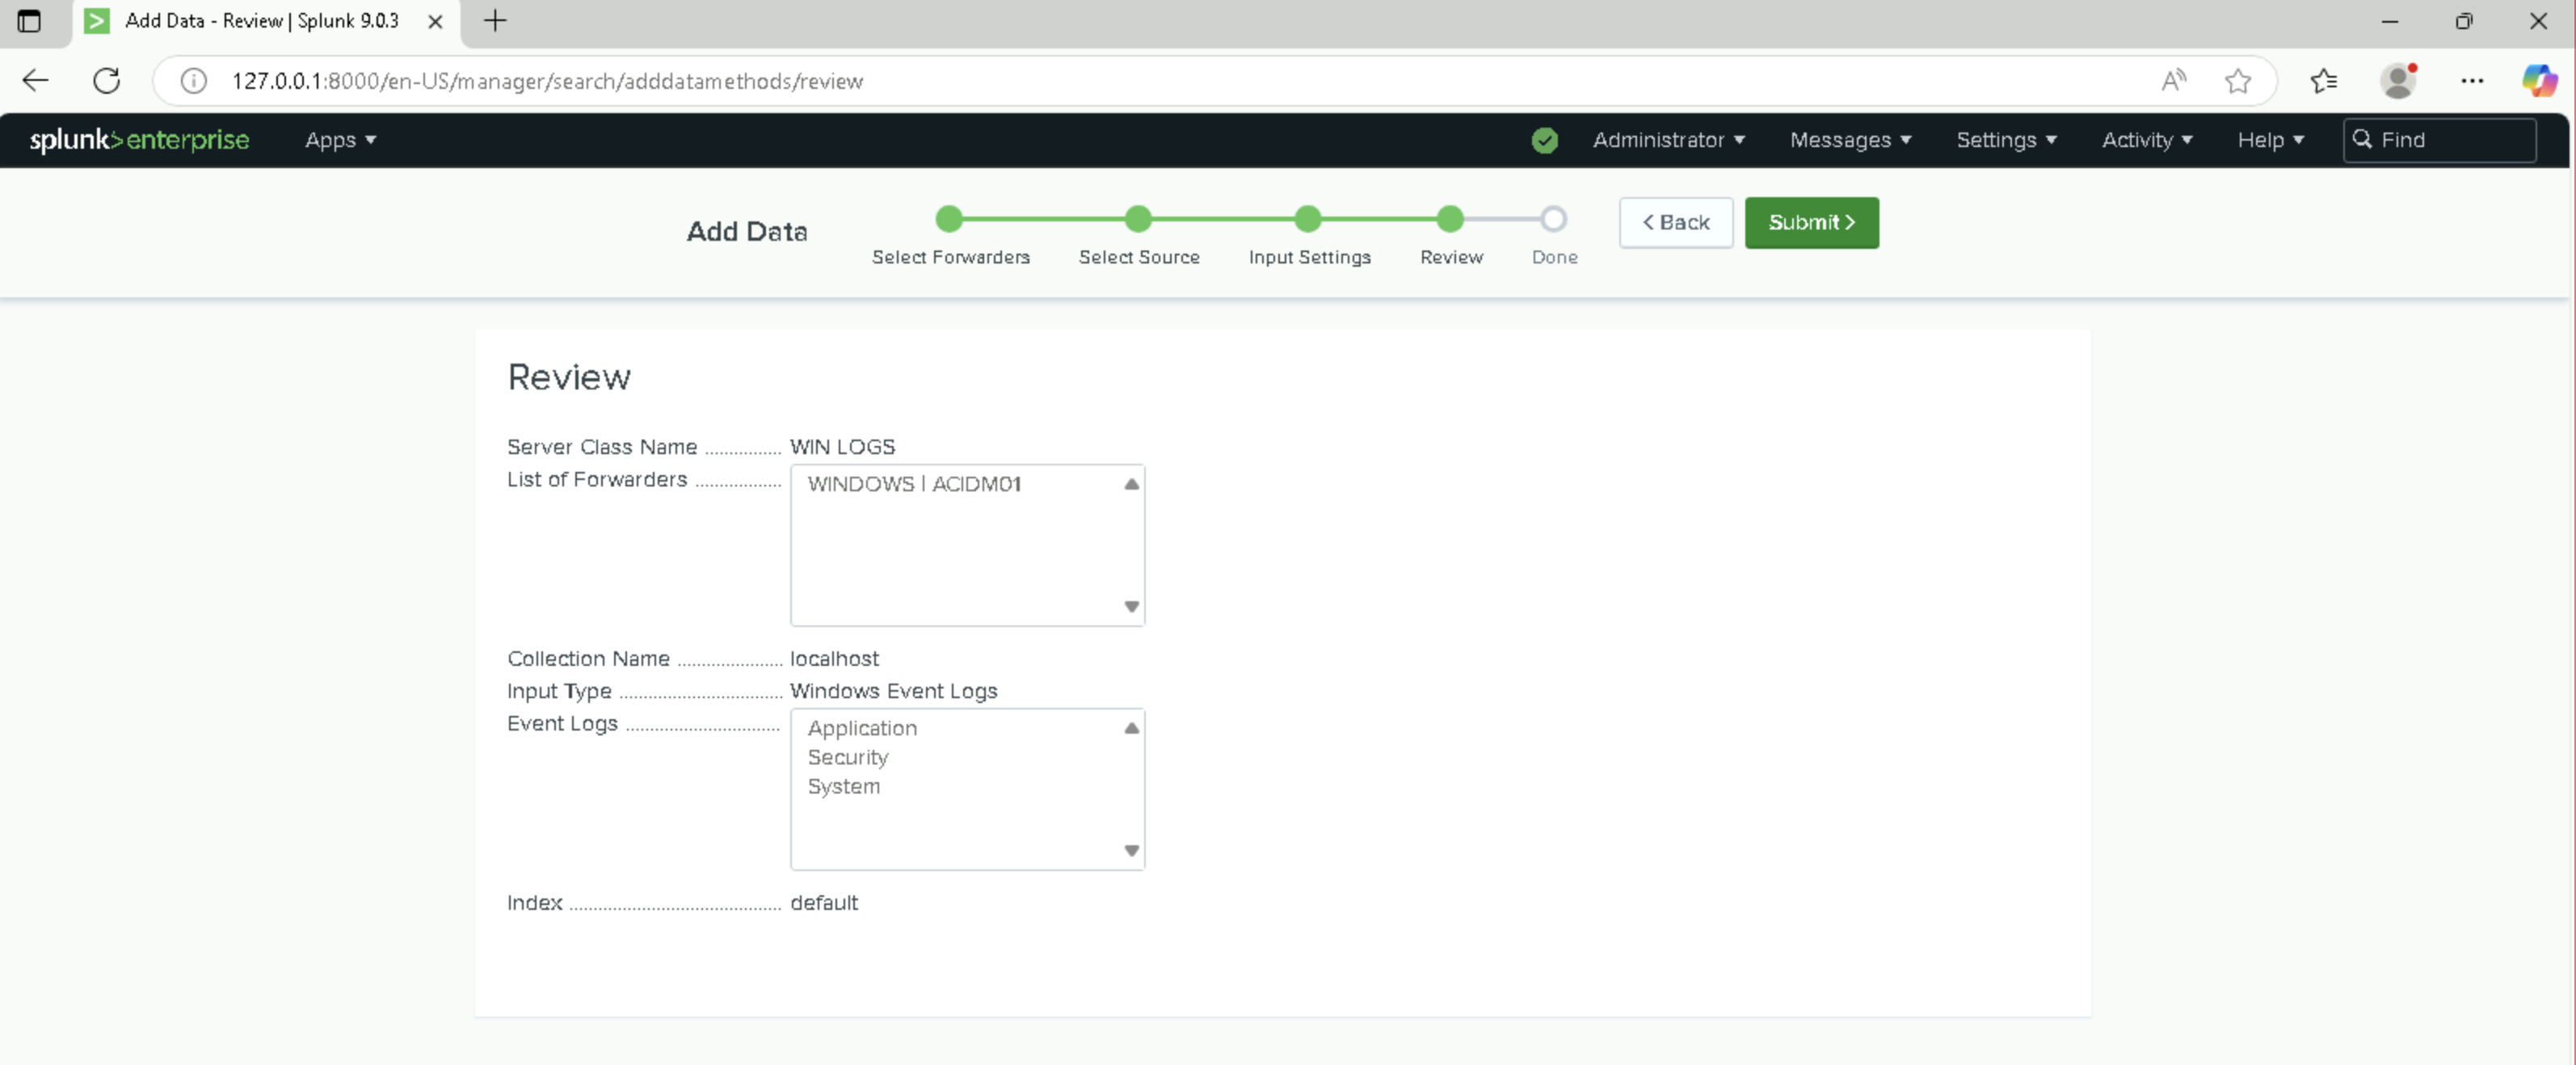 Add Data - Review | Splunk 9.0.3
127.0.0.1:8000/en-US/manager/search/adddatamethods/review
splunk>enterprise Apps Administrator Messages Settings Activity Help Find
Add Data
Select Forwarders Select Source Input Settings Review Done
< Back Submit >
Review
Server Class Name ............... WIN LOGS
List of Forwarders ................. WINDOWS | ACIDM01
Collection Name ..................... localhost
Input Type ................................. Windows Event Logs
Event Logs ............................... Application
Security
System
Index ........................................... default